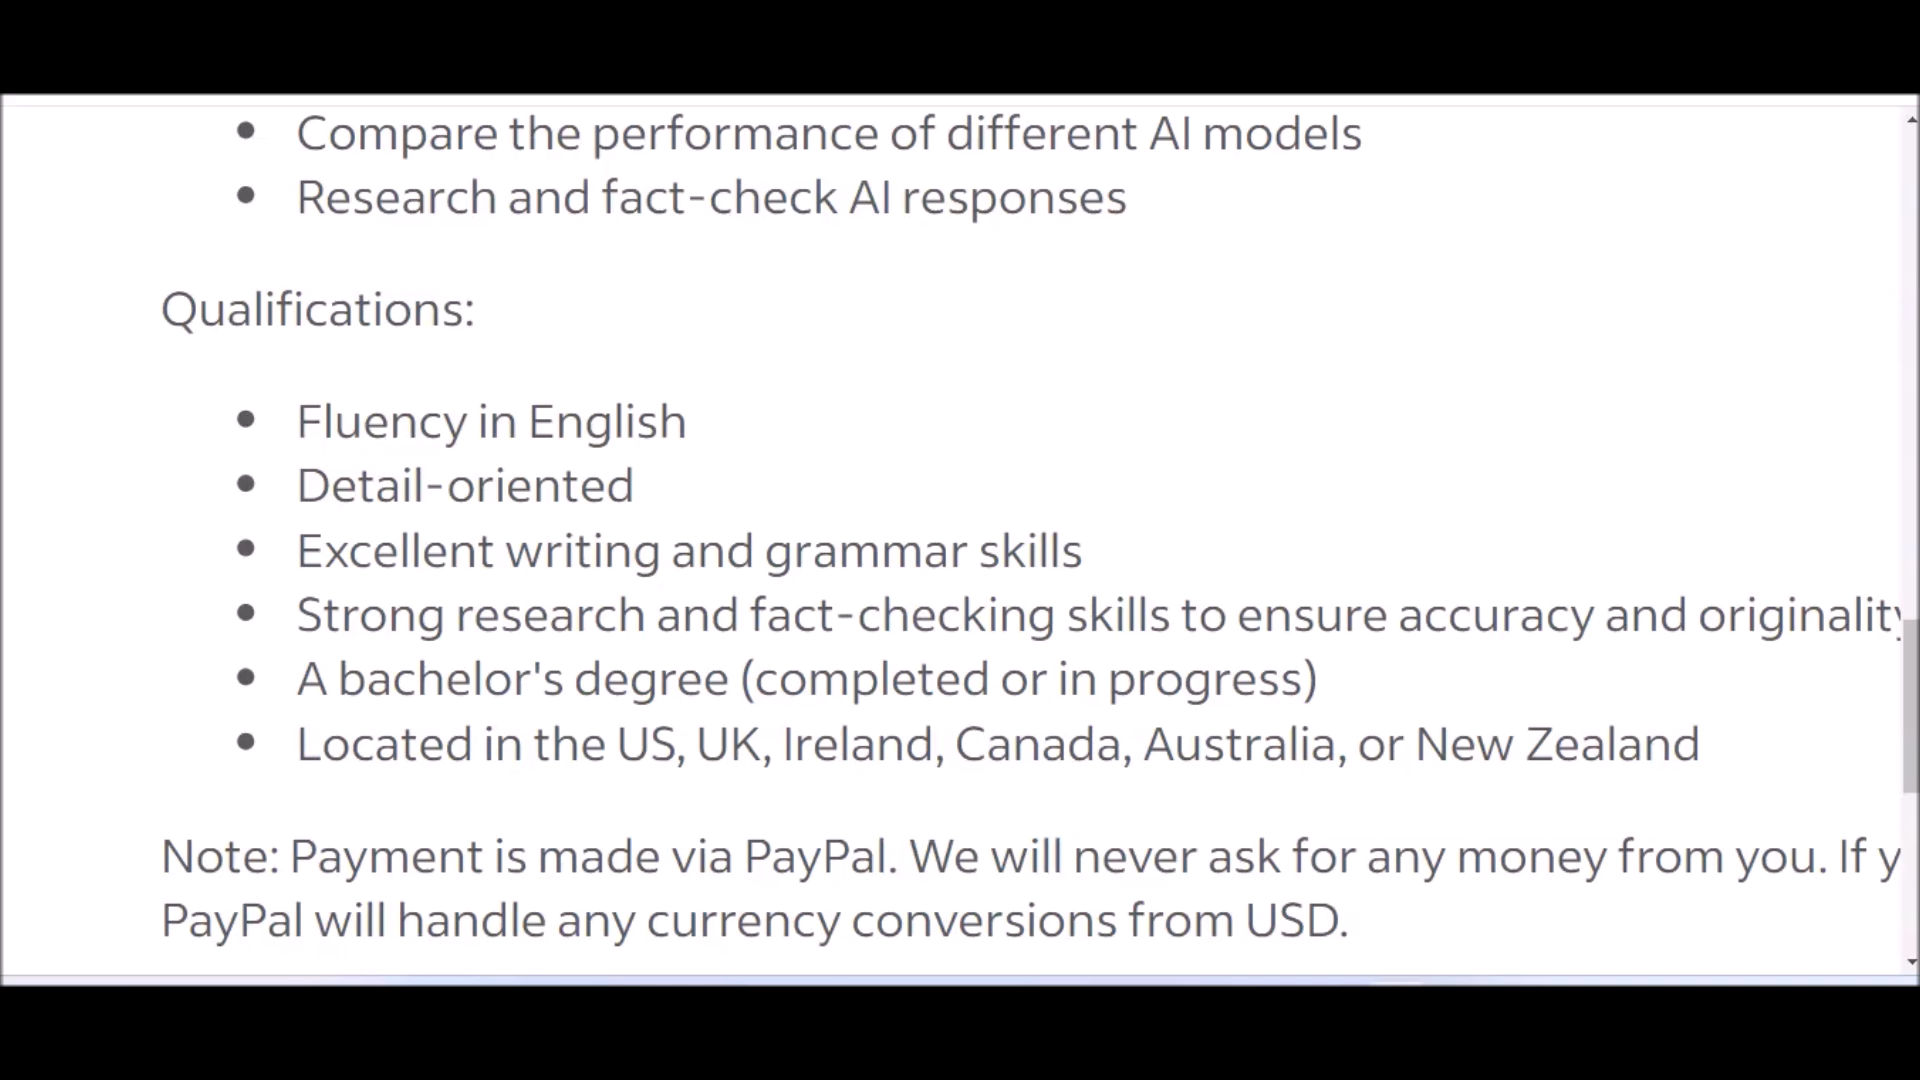 • Compare the performance of different AI models
• Research and fact-check AI responses
Qualifications:
• Fluency in English
• Detail-oriented
• Excellent writing and grammar skills
• Strong research and fact-checking skills to ensure accuracy and originality
• A bachelor's degree (completed or in progress)
• Located in the US, UK, Ireland, Canada, Australia, or New Zealand
Note: Payment is made via PayPal. We will never ask for any money from you. If y
PayPal will handle any currency conversions from USD.